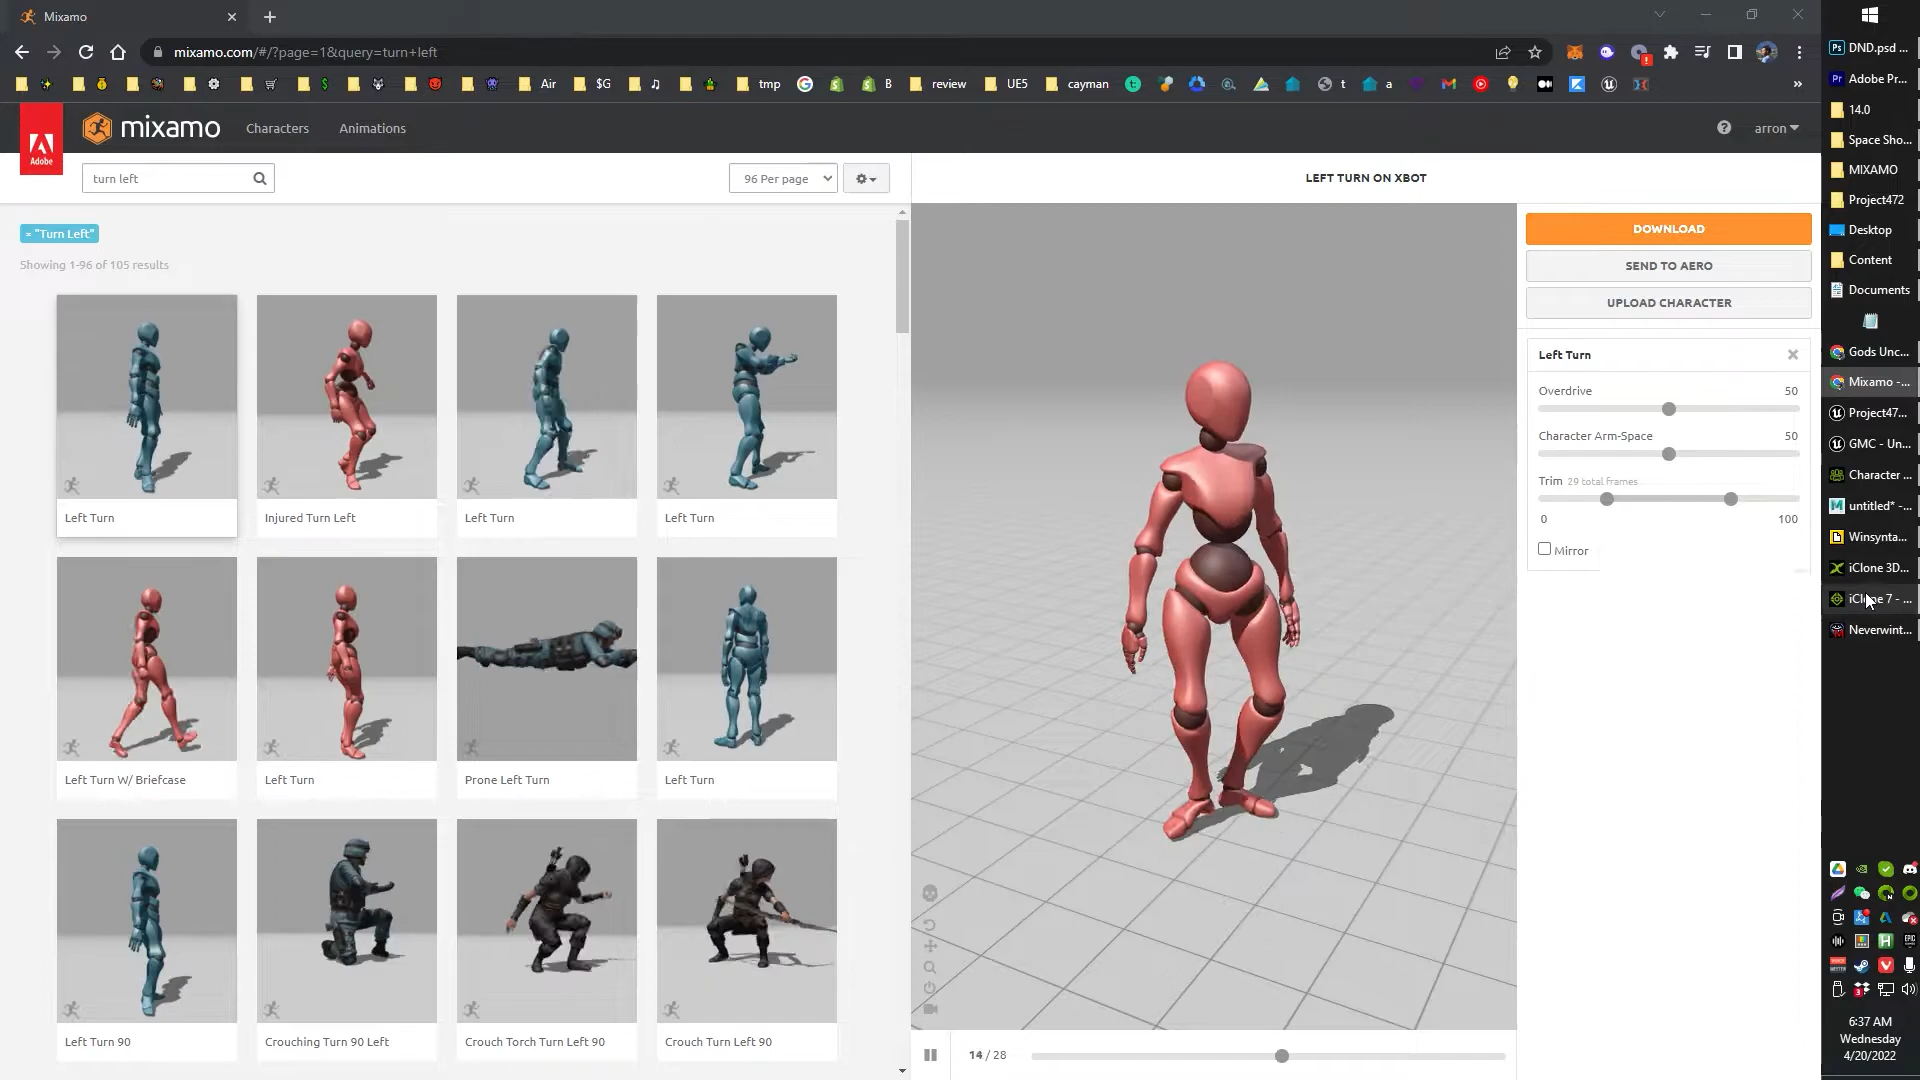 Mixamo
mixamo.com/#/?page=1&query=turn+left
Air
$G
tmp
B
review
UE5
cayman
t
a
»
Adobe
mixamo
Characters
Animations
arron
turn left
96 Per page
LEFT TURN ON XBOT
× "Turn Left"
Showing 1-96 of 105 results
Left Turn
Injured Turn Left
Left Turn
Left Turn
Left Turn W/ Briefcase
Left Turn
Prone Left Turn
Left Turn
Left Turn 90
Crouching Turn 90 Left
Crouch Torch Turn Left 90
Crouch Turn Left 90
14 / 28
DOWNLOAD
SEND TO AERO
UPLOAD CHARACTER
Left Turn
Overdrive 50
Character Arm-Space 50
Trim 29 total frames
0 100
Mirror
DND.psd ...
Adobe Pr...
14.0
Space Sho...
MIXAMO
Project472
Desktop
Content
Documents
Gods Unc...
Mixamo -...
Project47...
GMC - Un...
Character ...
untitled* -...
Winsynta...
iClone 3D...
iClone 7 - ...
Neverwint...
6:37 AM
Wednesday
4/20/2022